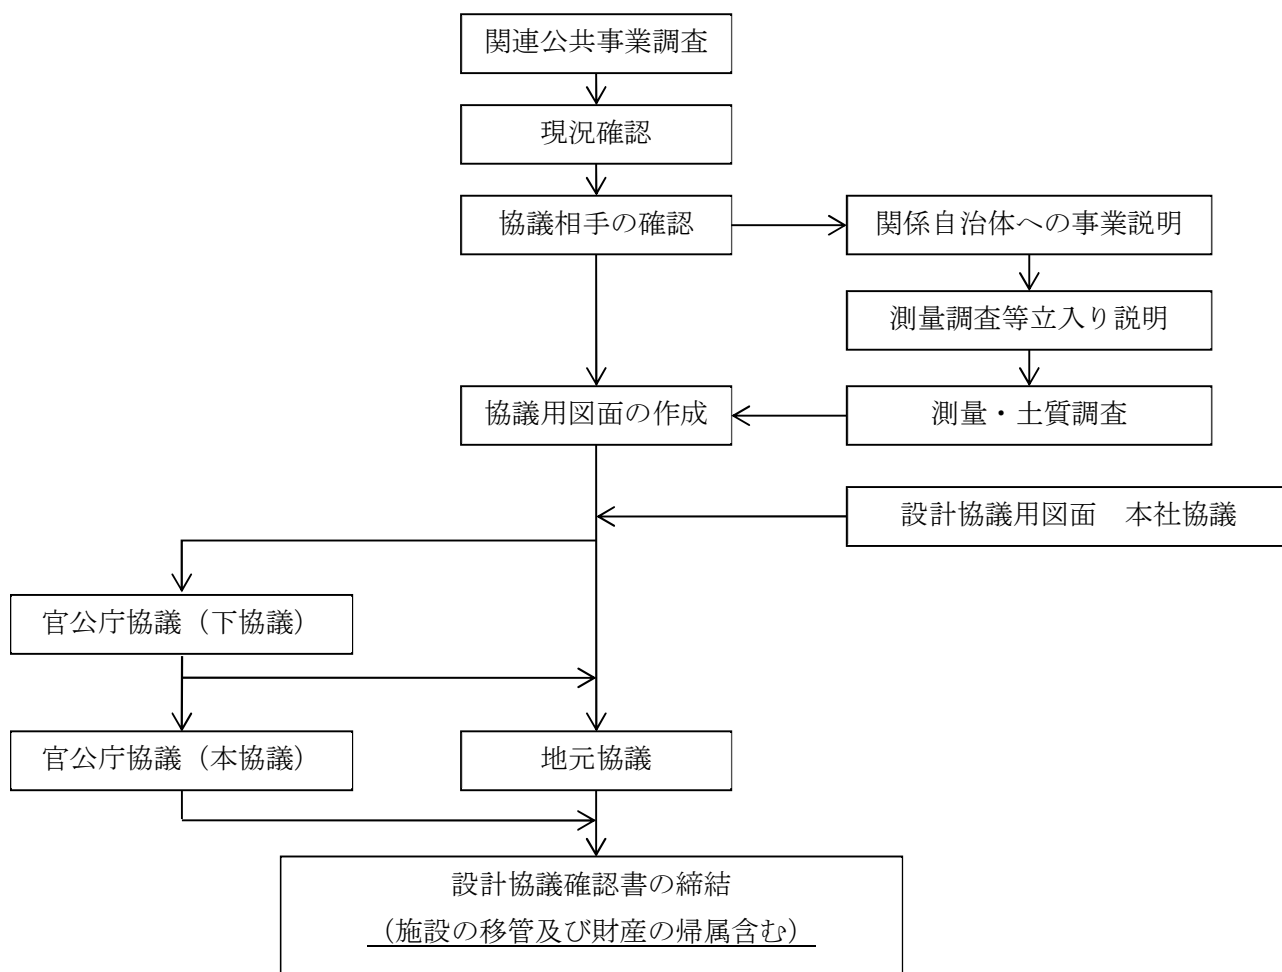 関連公共事業調査
現況確認
協議相手の確認
関係自治体への事業説明
測量調査等立入り説明
協議用図面の作成
測量・土質調査
設計協議用図面　本社協議
官公庁協議（下協議）
官公庁協議（本協議）
地元協議
設計協議確認書の締結
（施設の移管及び財産の帰属含む）